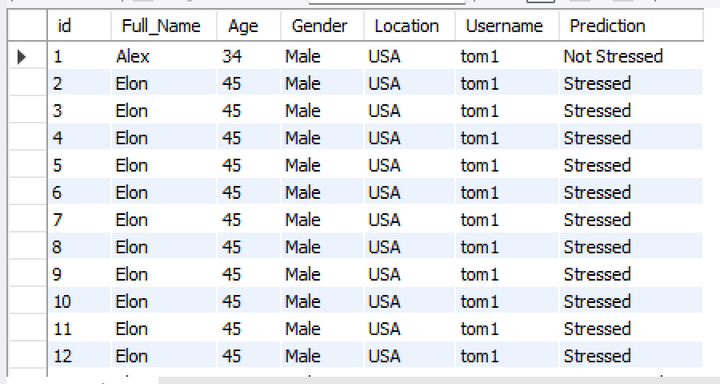 id Full_Name Age Gender Location Username Prediction
1 Alex 34 Male USA tom1 Not Stressed
2 Elon 45 Male USA tom1 Stressed
3 Elon 45 Male USA tom1 Stressed
4 Elon 45 Male USA tom1 Stressed
5 Elon 45 Male USA tom1 Stressed
6 Elon 45 Male USA tom1 Stressed
7 Elon 45 Male USA tom1 Stressed
8 Elon 45 Male USA tom1 Stressed
9 Elon 45 Male USA tom1 Stressed
10 Elon 45 Male USA tom1 Stressed
11 Elon 45 Male USA tom1 Stressed
12 Elon 45 Male USA tom1 Stressed